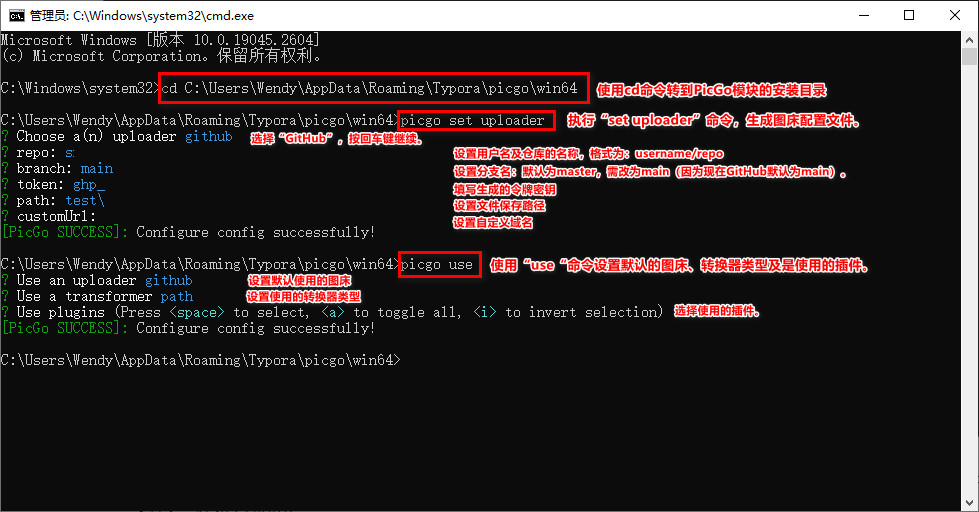 管理员: C:\Windows\system32\cmd.exe
Microsoft Windows [版本 10.0.19045.2604]
(c) Microsoft Corporation。保留所有权利。
C:\Windows\system32>cd C:\Users\Wendy\AppData\Roaming\Typora\picgo\win64 使用cd命令转到PicGo模块的安装目录
C:\Users\Wendy\AppData\Roaming\Typora\picgo\win64>picgo set uploader 执行“set uploader”命令，生成图床配置文件。
? Choose a(n) uploader github 选择“GitHub”，按回车键继续。
? repo: s 设置用户名及仓库的名称，格式为：username/repo
? branch: main 设置分支名：默认为master，需改为main（因为现在GitHub默认为main）。
? token: ghp_ 填写生成的令牌密钥
? path: test\ 设置文件保存路径
? customUrl: 设置自定义域名
[PicGo SUCCESS]: Configure config successfully!
C:\Users\Wendy\AppData\Roaming\Typora\picgo\win64>picgo use 使用“use“命令设置默认的图床、转换器类型及是使用的插件。
? Use an uploader github 设置默认使用的图床
? Use a transformer path 设置使用的转换器类型
? Use plugins (Press <space> to select, <a> to toggle all, <i> to invert selection) 选择使用的插件。
[PicGo SUCCESS]: Configure config successfully!
C:\Users\Wendy\AppData\Roaming\Typora\picgo\win64>